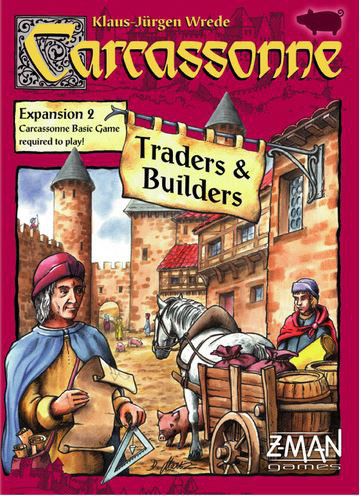 Klaus-Jürgen Wrede
Carcassonne
Expansion 2
Carcassonne Basic Game
required to play!
Traders &
Builders
Z-MAN
games